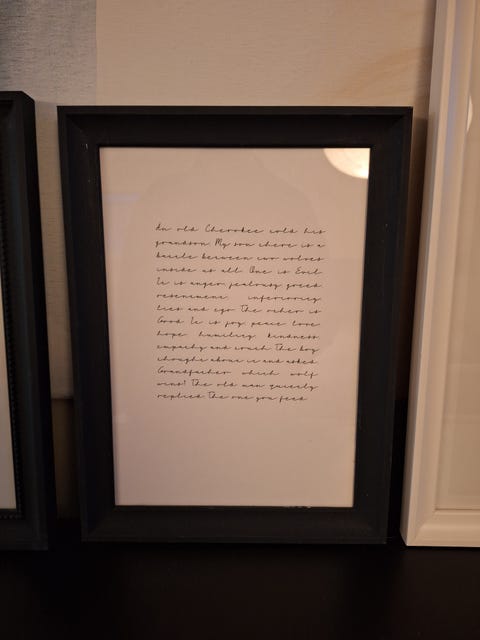 An old Cherokee told his
grandson My son there is a
battle between two wolves
inside us all One is Evil
It is anger jealousy greed
resentment inferiority
lies and ego The other is
Good It is joy peace love
hope humility kindness
empathy and truth The boy
thought about it and asked
Grandfather which wolf
wins? The old man quietly
replied The one you feed